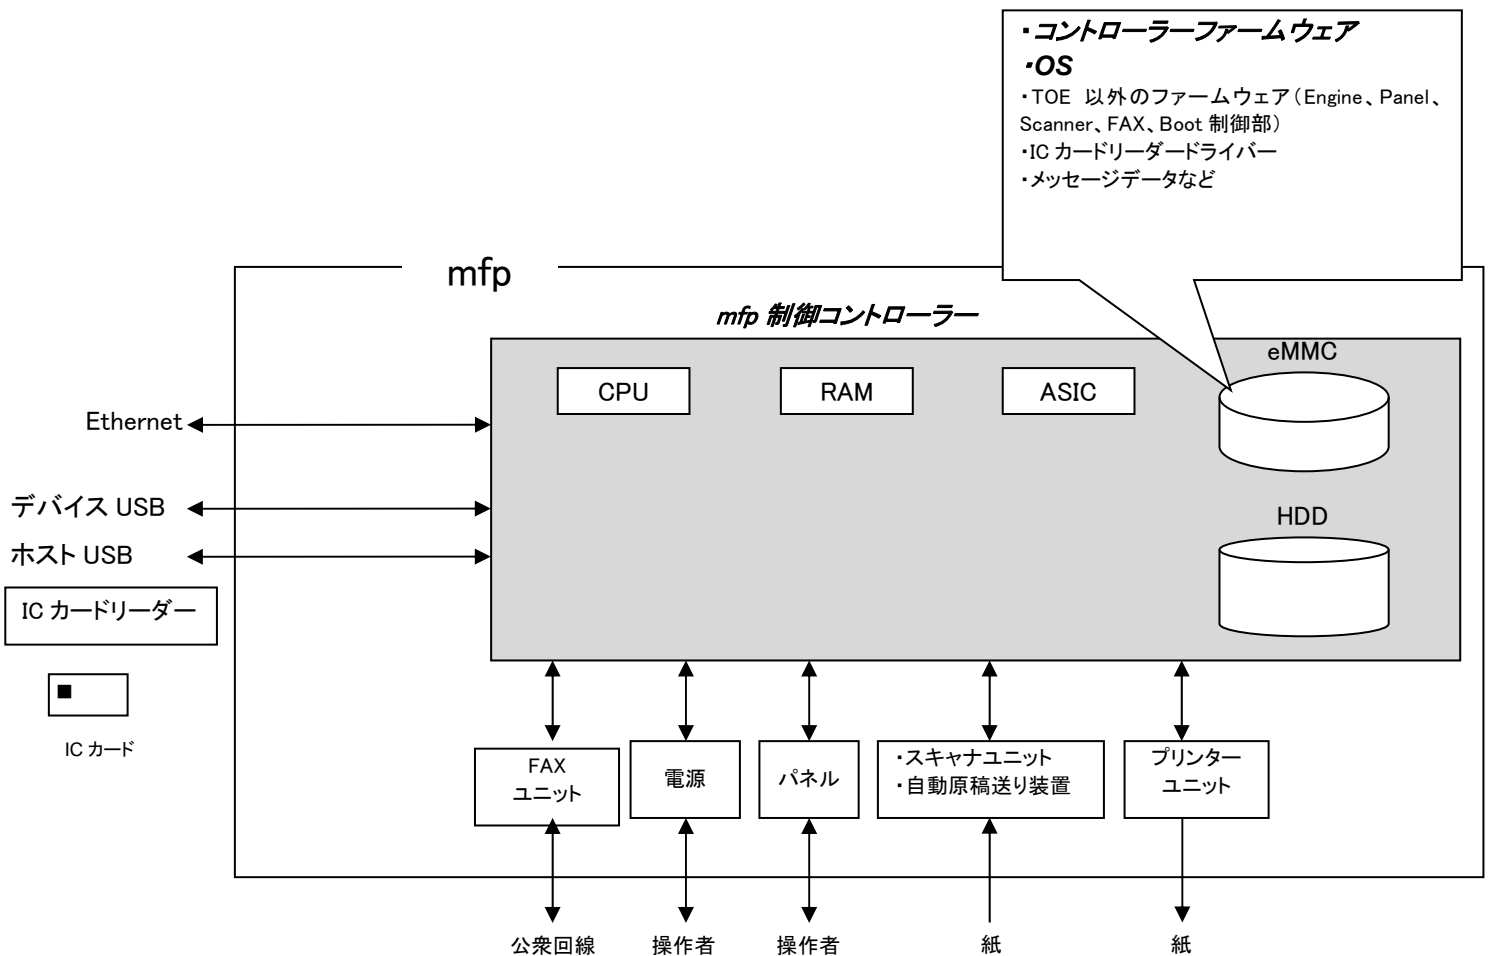 ・コントローラーファームウェア
・OS
・TOE 以外のファームウェア（Engine、Panel、
Scanner、FAX、Boot 制御部）
・IC カードリーダードライバー
・メッセージデータなど
mfp
mfp 制御コントローラー
eMMC
CPU
RAM
ASIC
Ethernet
デバイス USB
HDD
ホスト USB
IC カードリーダー
IC カード
FAX
ユニット
電源
パネル
・スキャナユニット
・自動原稿送り装置
プリンター
ユニット
公衆回線
操作者
操作者
紙
紙